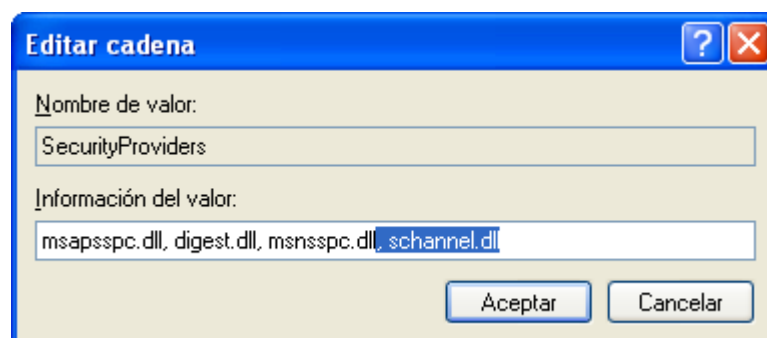 Editar cadena
Nombre de valor:
SecurityProviders
Información del valor:
msapsspc.dll, digest.dll, msnsspc.dll, schannel.dll
Aceptar
Cancelar